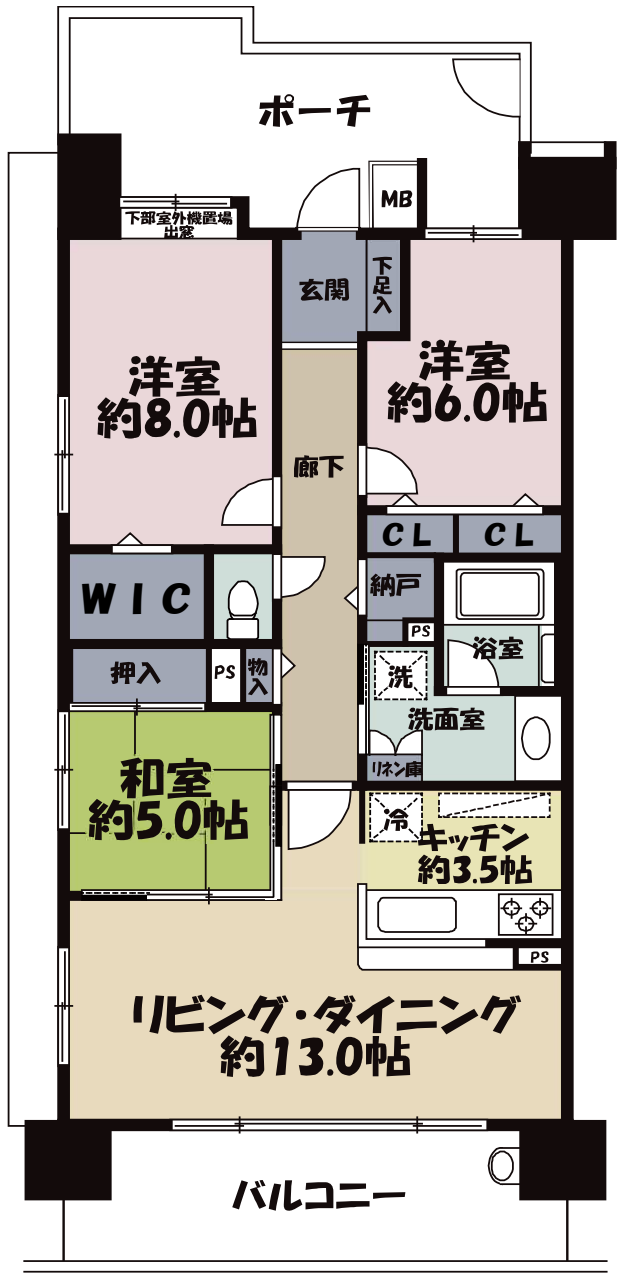 ポーチ
MB
下部室外機置場
出窓
玄関
下足入
洋室
約8.0帖
洋室
約6.0帖
廊下
CL
CL
WIC
納戸
PS
浴室
押入
PS
物入
洗
洗面室
リネン庫
和室
約5.0帖
冷
キッチン
約3.5帖
PS
リビング・ダイニング
約13.0帖
バルコニー